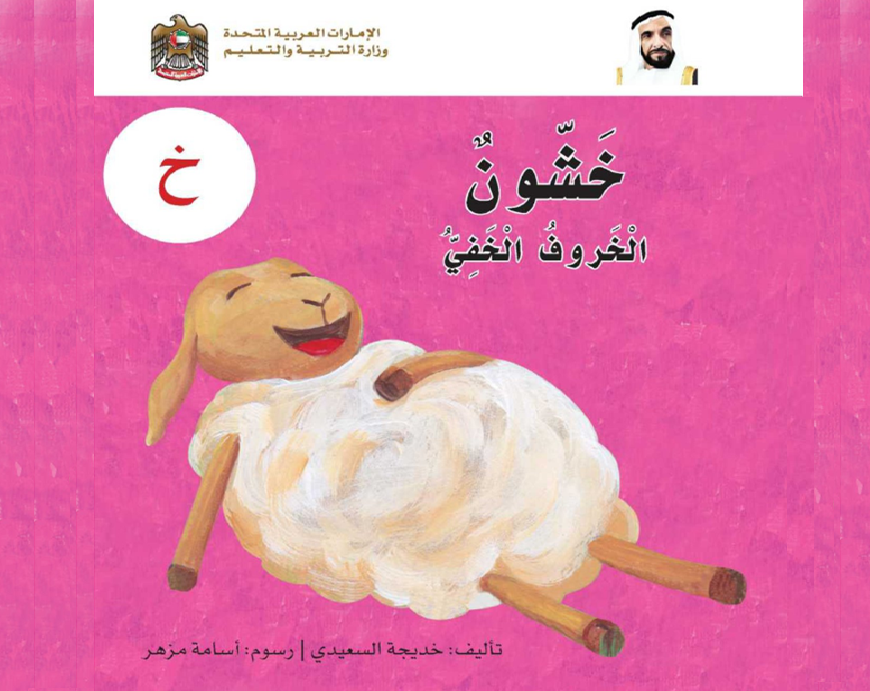 الإمارات العربية المتحدة
وزارة التربية والتعليم
خ
خَشّونٌ
الْخَروفُ الْخَفِيُّ
تأليف: خديجة السعيدي | رسوم: أسامة مزهر